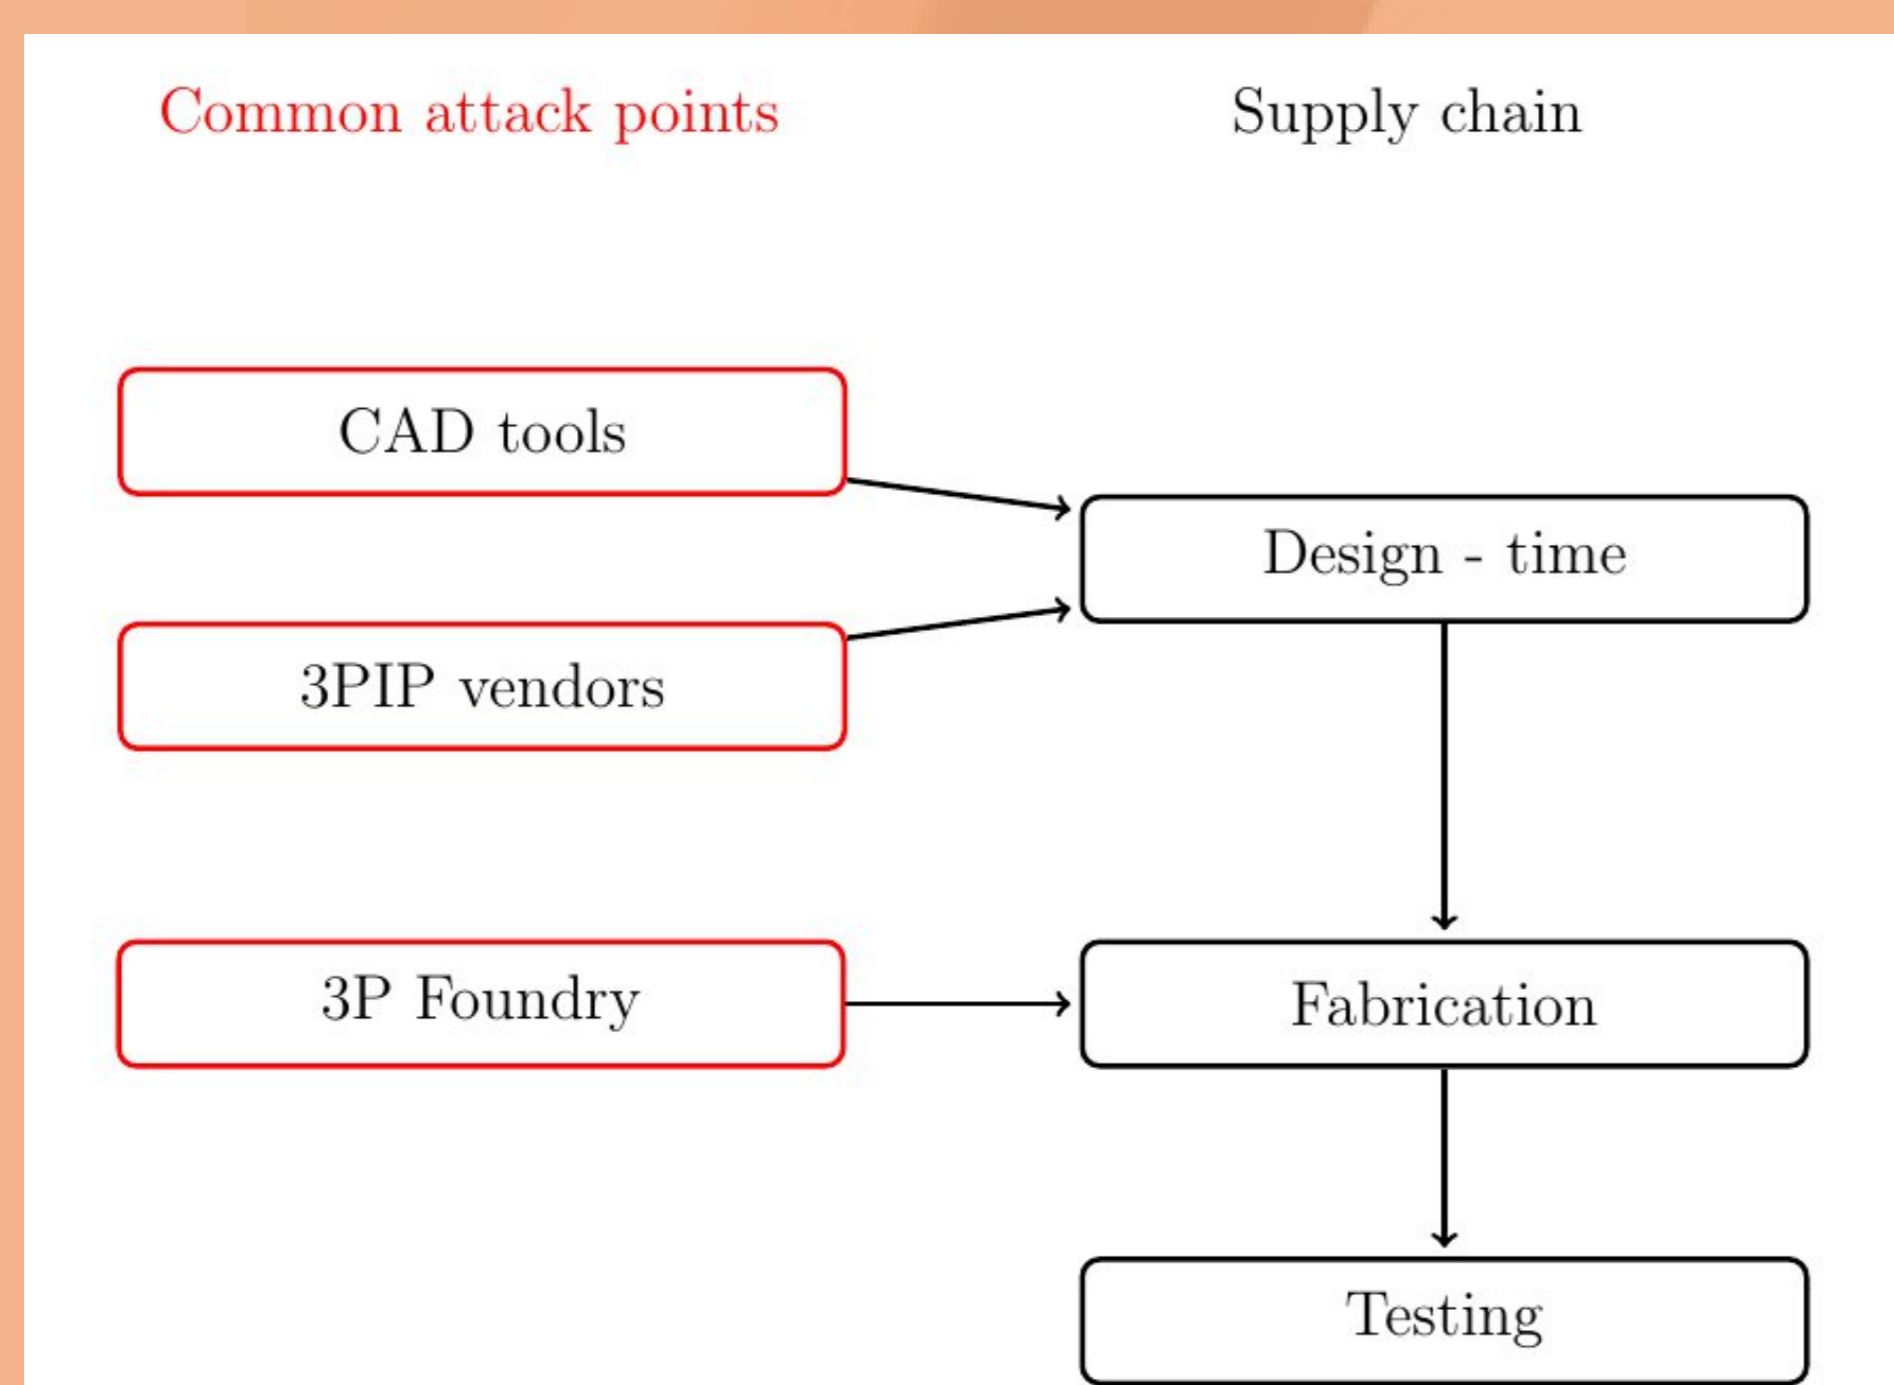 Common attack points
Supply chain
CAD tools
Design - time
3PIP vendors
3P Foundry
Fabrication
Testing